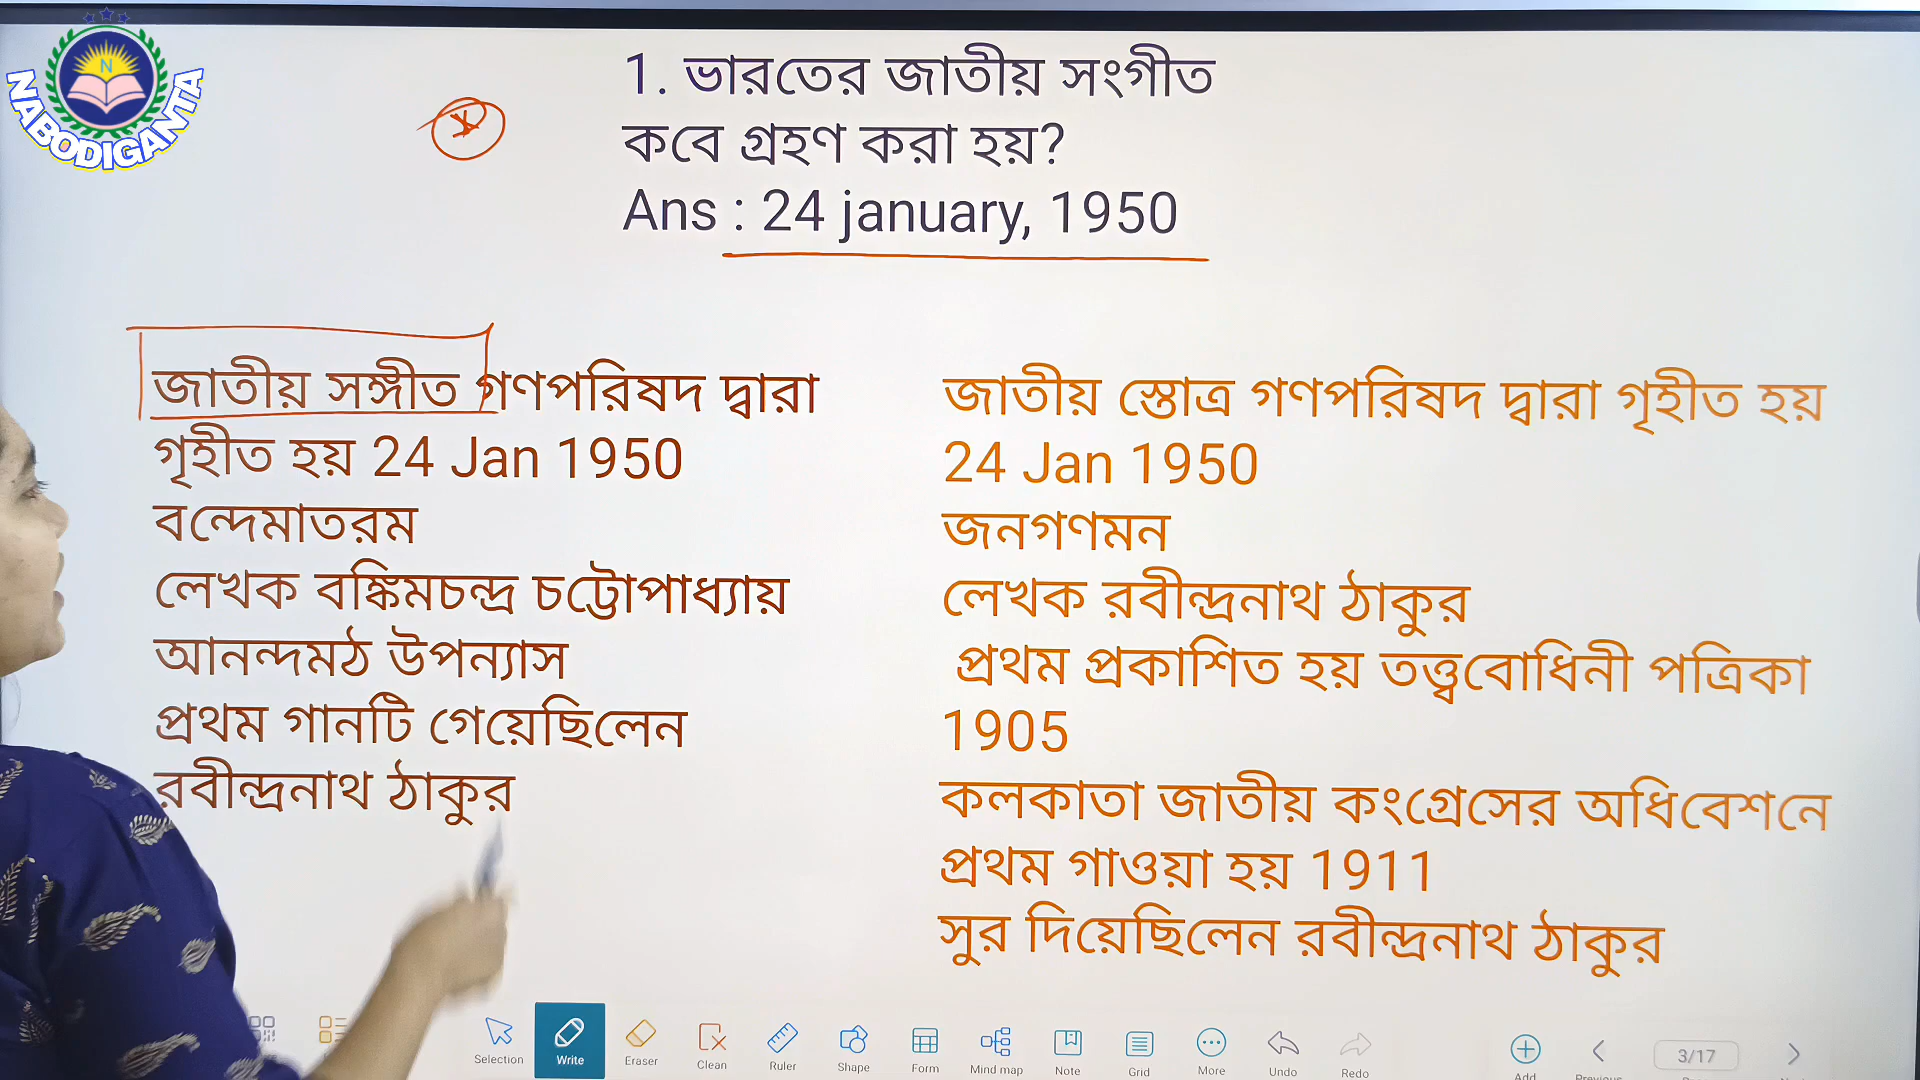 NABODIGANTA
N
1. ভারতের জাতীয় সংগীত
কবে গ্রহণ করা হয়?
Ans : 24 january, 1950
জাতীয় সঙ্গীত গণপরিষদ দ্বারা
গৃহীত হয় 24 Jan 1950
বন্দেমাতরম
লেখক বঙ্কিমচন্দ্র চট্টোপাধ্যায়
আনন্দমঠ উপন্যাস
প্রথম গানটি গেয়েছিলেন
রবীন্দ্রনাথ ঠাকুর
জাতীয় স্তোত্র গণপরিষদ দ্বারা গৃহীত হয়
24 Jan 1950
জনগণমন
লেখক রবীন্দ্রনাথ ঠাকুর
প্রথম প্রকাশিত হয় তত্ত্ববোধিনী পত্রিকা
1905
কলকাতা জাতীয় কংগ্রেসের অধিবেশনে
প্রথম গাওয়া হয় 1911
সুর দিয়েছিলেন রবীন্দ্রনাথ ঠাকুর
Selection Write Eraser Clean Ruler Shape Form Mind map Note Grid More Undo Redo Add Previous 3/17